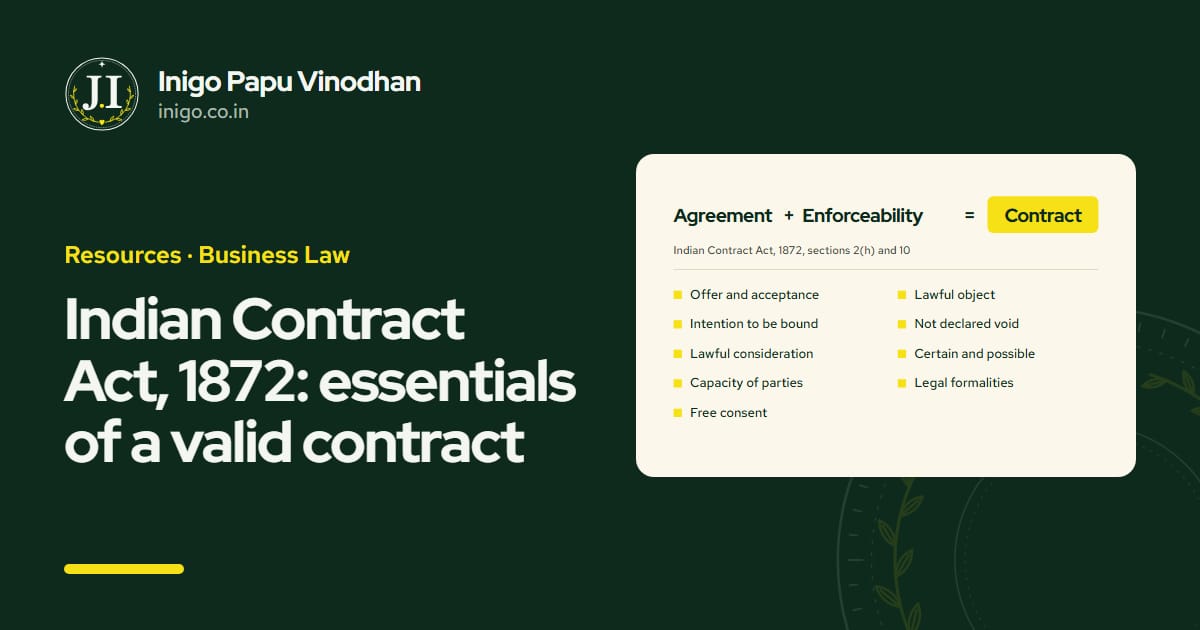 J.I
Inigo Papu Vinodhan
inigo.co.in
Resources · Business Law
Indian Contract
Act, 1872: essentials
of a valid contract
Agreement + Enforceability = Contract
Indian Contract Act, 1872, sections 2(h) and 10
Offer and acceptance
Intention to be bound
Lawful consideration
Capacity of parties
Free consent
Lawful object
Not declared void
Certain and possible
Legal formalities